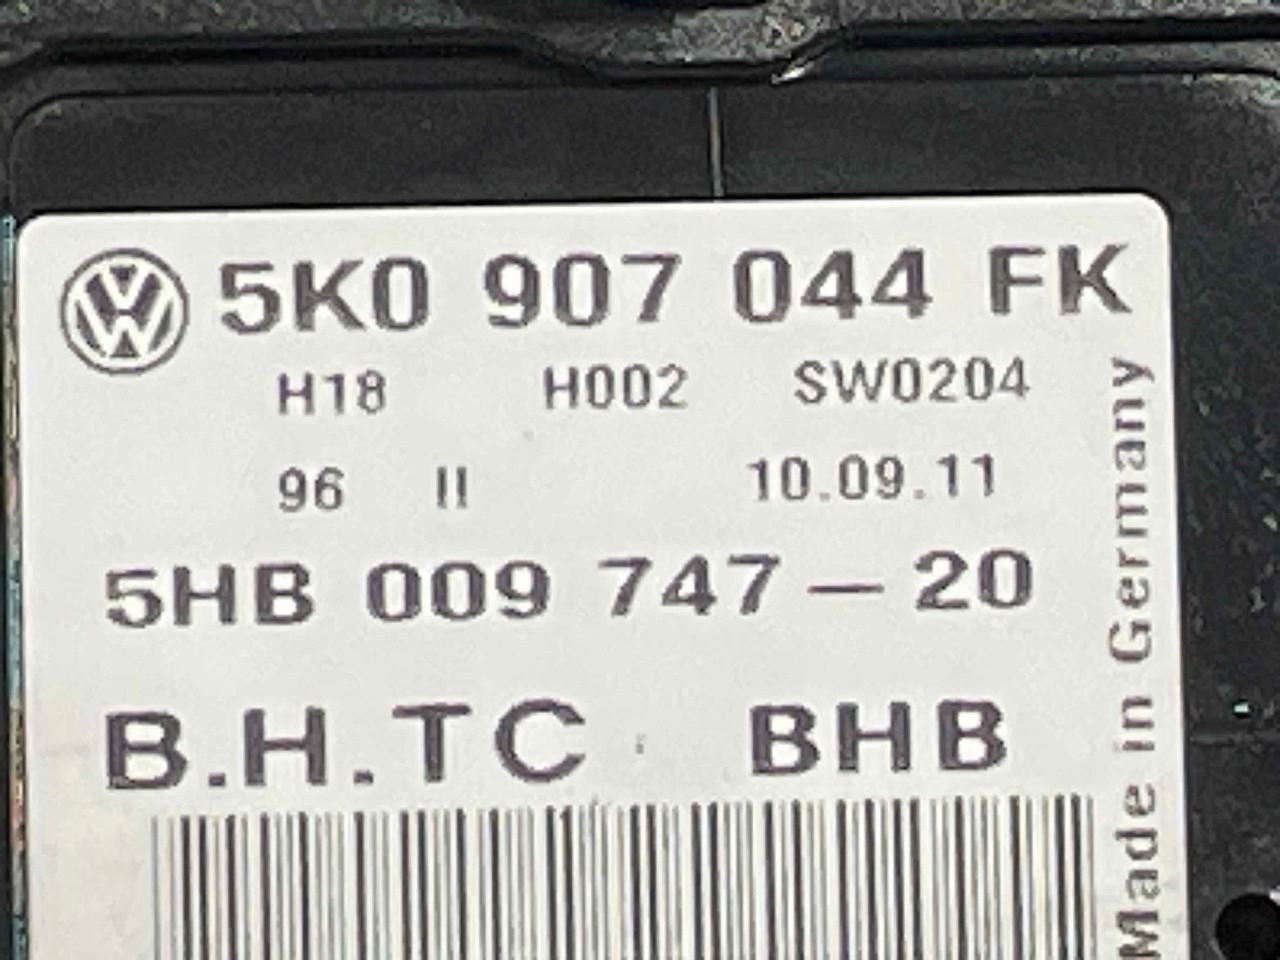 5K0 907 044 FK
H18 H002 SW0204
96 II 10.09.11
5HB 009 747-20
B.H.TC BHB
Made in Germany